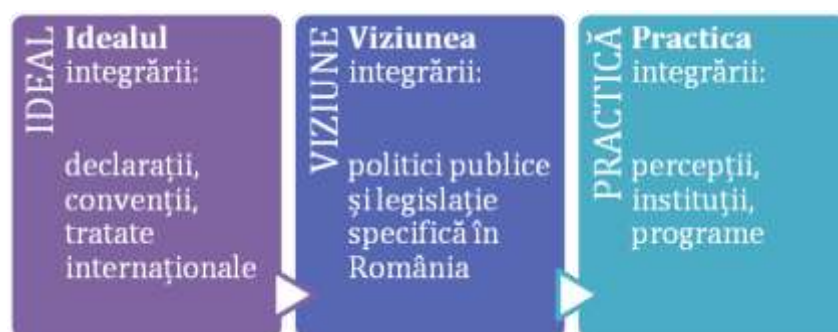 IDEAL
Idealul
integrării:
declarații,
convenții,
tratate
internaționale
VIZIUNE
Viziunea
integrării:
politici publice
și legislație
specifică în
România
PRACTICĂ
Practica
integrării:
percepții,
instituții,
programe